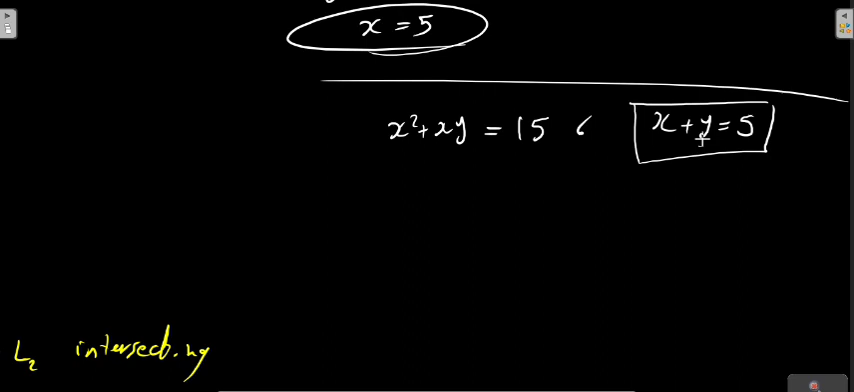 x = 5
x² + xy = 15 ، x + y = 5
L₂ intersecting